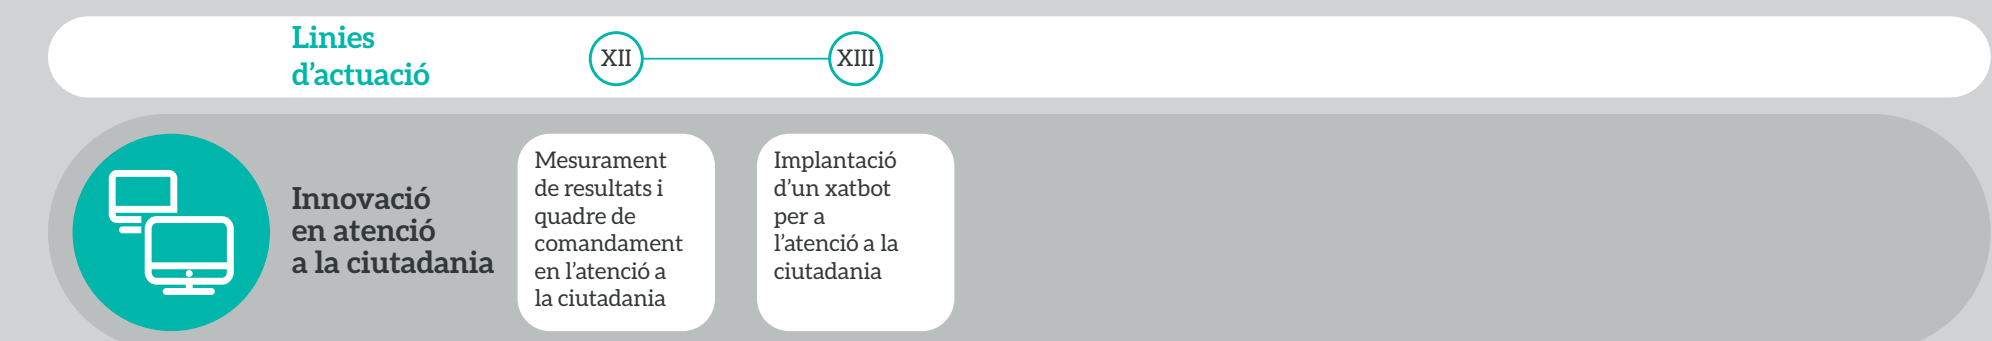 Linies
d'actuació
XII
XIII
Innovació
en atenció
a la ciutadania
Mesurament
de resultats i
quadre de
comandament
en l'atenció a
la ciutadania
Implantació
d'un xatbot
per a
l'atenció a la
ciutadania